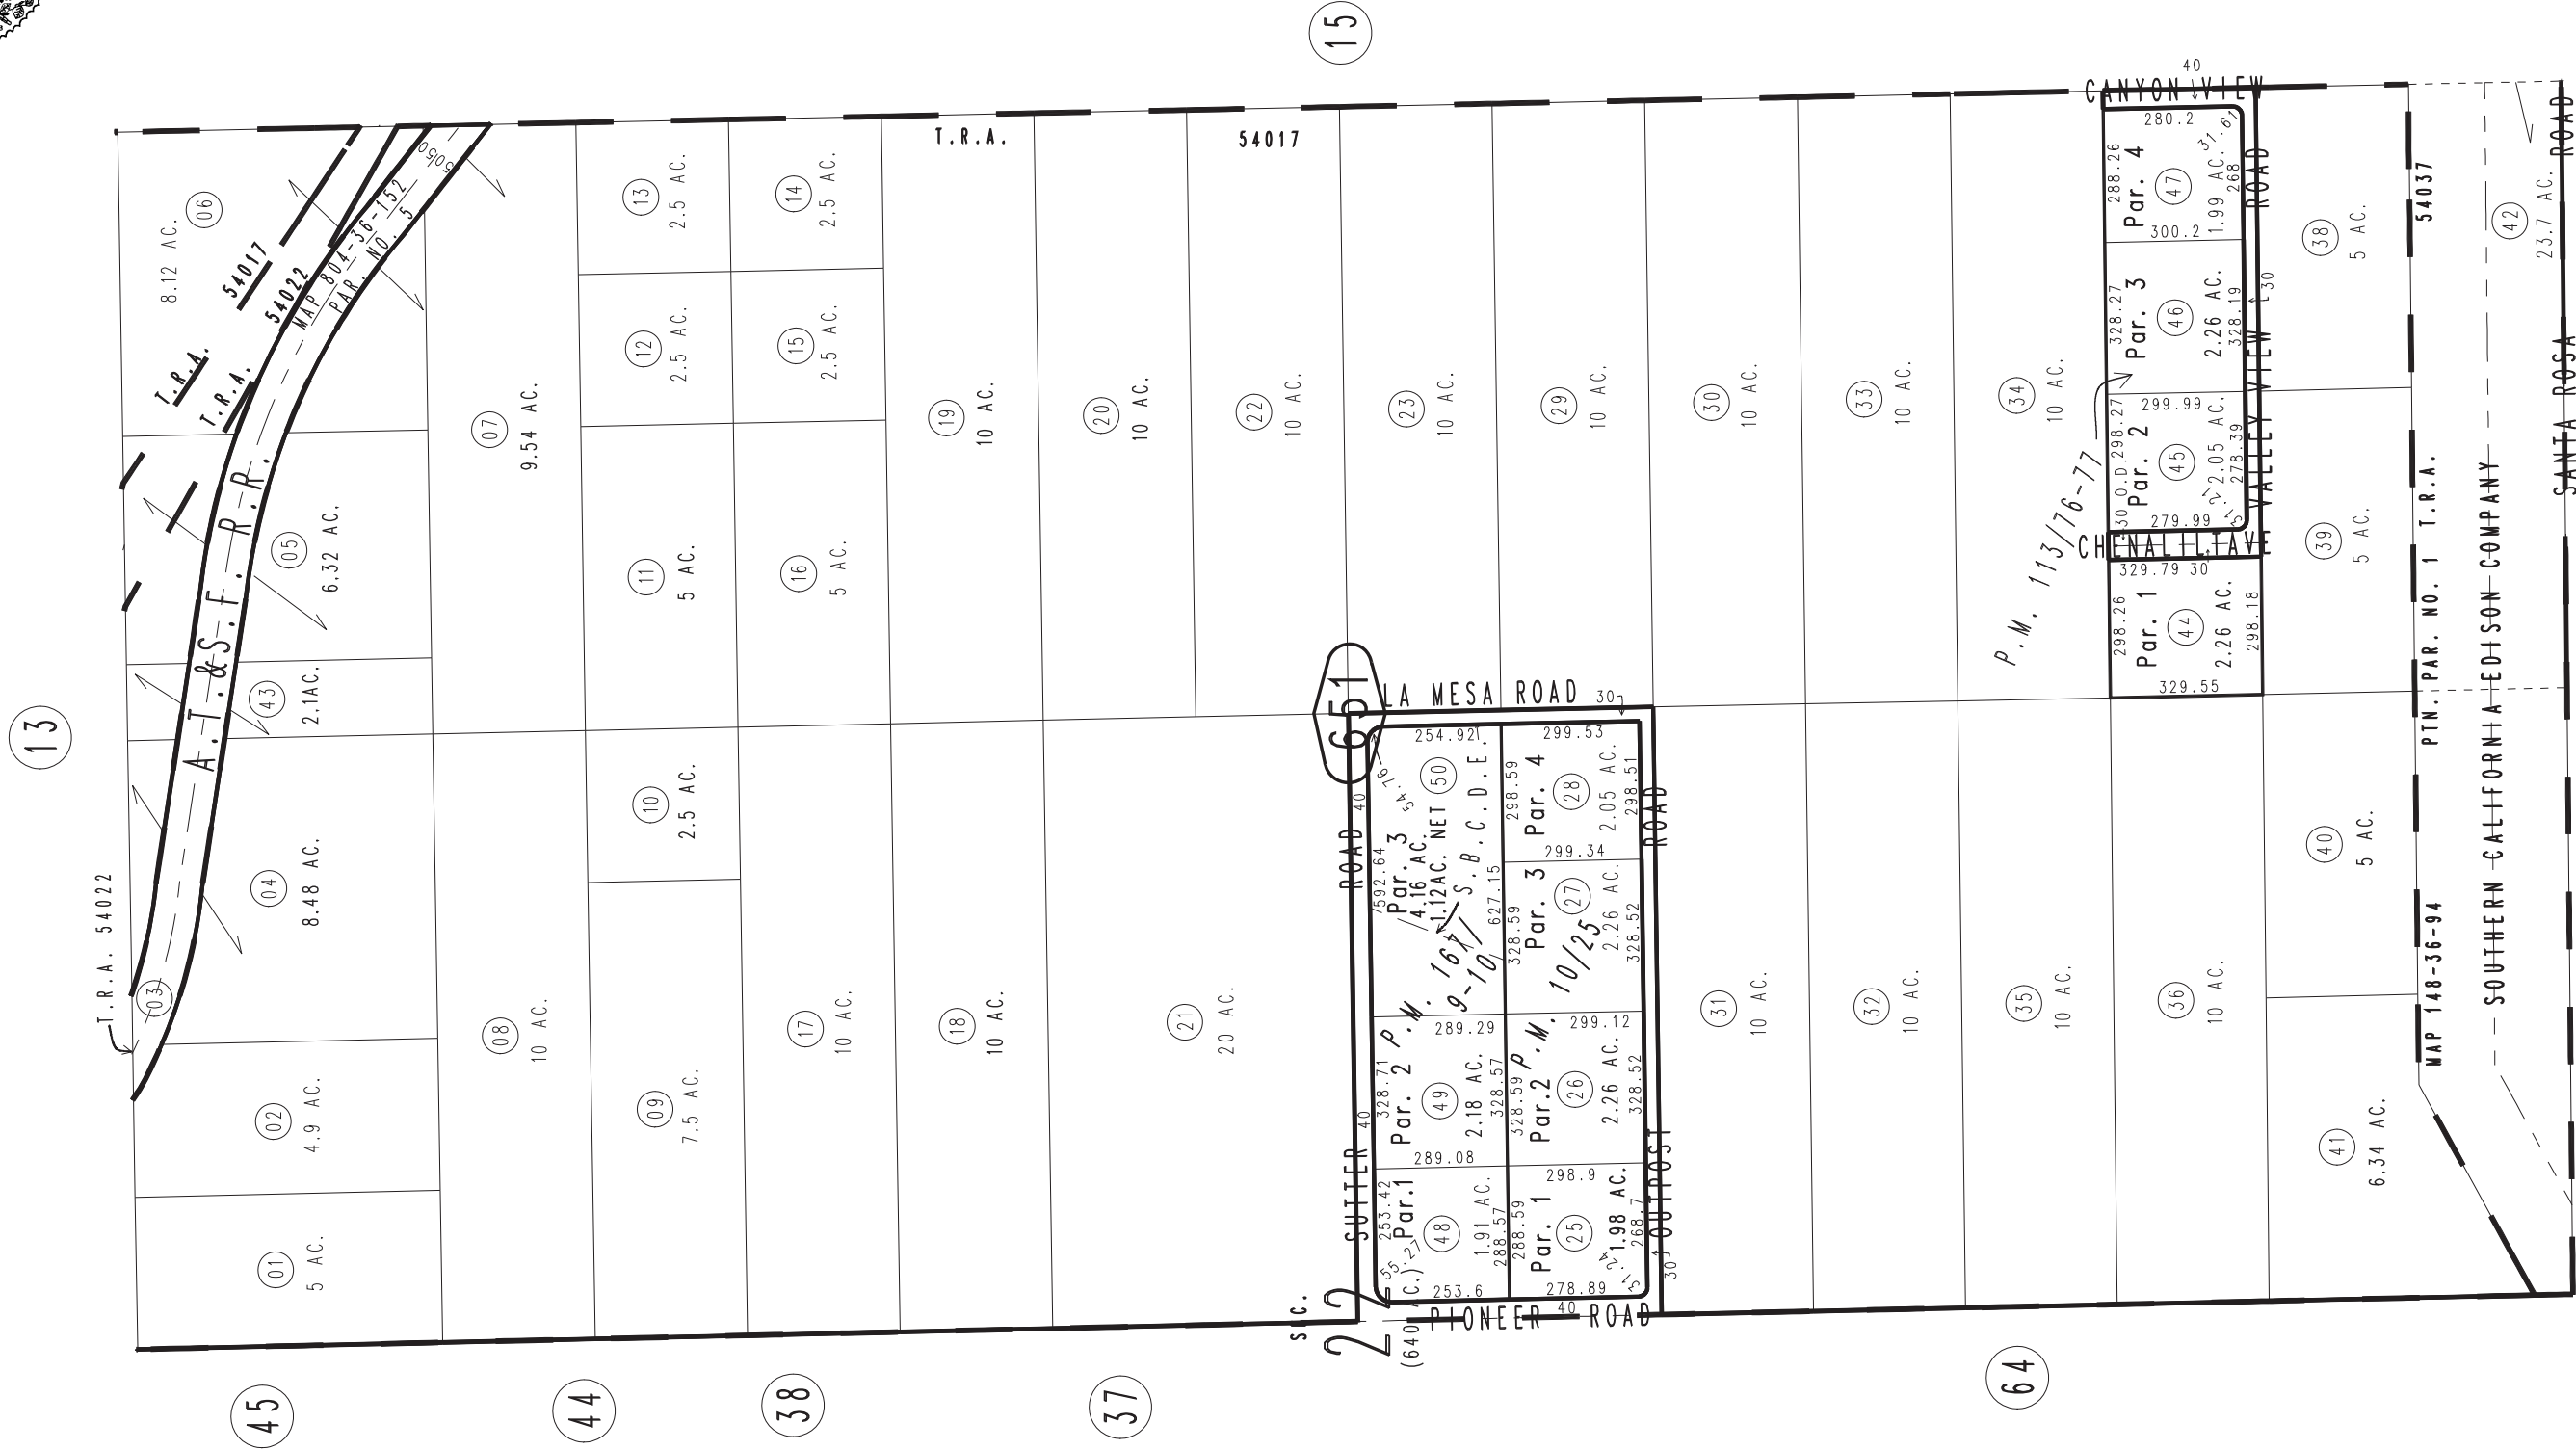 13
15
45
44
38
37
64
651
T.R.A. 54022
T.R.A.
54017
T.R.A.
54022
MAP 804-36-152
PAR. NO. 5
50
50
A.T.&S.F. R.R.
01
5 AC.
02
4.9 AC.
03
04
8.48 AC.
43
2.1AC.
05
6.32 AC.
06
8.12 AC.
07
9.54 AC.
08
10 AC.
09
7.5 AC.
10
2.5 AC.
11
5 AC.
12
2.5 AC.
13
2.5 AC.
14
2.5 AC.
15
2.5 AC.
16
5 AC.
17
10 AC.
18
10 AC.
19
10 AC.
20
10 AC.
21
20 AC.
22
10 AC.
23
10 AC.
29
10 AC.
30
10 AC.
31
10 AC.
32
10 AC.
33
10 AC.
34
10 AC.
35
10 AC.
36
10 AC.
38
5 AC.
39
5 AC.
40
5 AC.
41
6.34 AC.
42
23.7 AC.
T.R.A.
54017
LA MESA ROAD
30
SUTTER
40
ROAD
40
OUTPOST
ROAD
30
PIONEER
40
ROAD
22
253.42
Par.1
48
1.91 AC.
288.57
55.27
253.6
289.08
328.71
Par. 2
49
2.18 AC.
328.57
289.29
592.64
Par. 3
4.16 AC.
1.12AC. NET
50
S.B.C.D.E.
627.15
54.76
254.92
P.M.
167/
9-10
288.59
Par. 1
25
1.98 AC.
268.7
278.89
298.9
328.59
Par.2
26
2.26 AC.
328.52
299.12
328.59
Par. 3
27
2.26 AC.
328.52
299.34
298.59
Par. 4
28
2.05 AC.
298.51
299.53
P.M.
10/25
P.M. 113/76-77
CANYON VIEW
40
ROAD
VALLEY VIEW
30
298.26
Par. 1
44
2.26 AC.
298.18
329.55
329.79
30
30 O.D.
298.27
Par. 2
45
2.05 AC.
278.39
279.99
299.99
328.27
Par. 3
46
2.26 AC.
328.19
300.2
288.26
Par. 4
47
1.99 AC.
268
31.61
280.2
54037
PTN. PAR. NO. 1 T.R.A.
MAP 148-36-94
SOUTHERN CALIFORNIA EDISON COMPANY
SANTA ROSA
ROAD